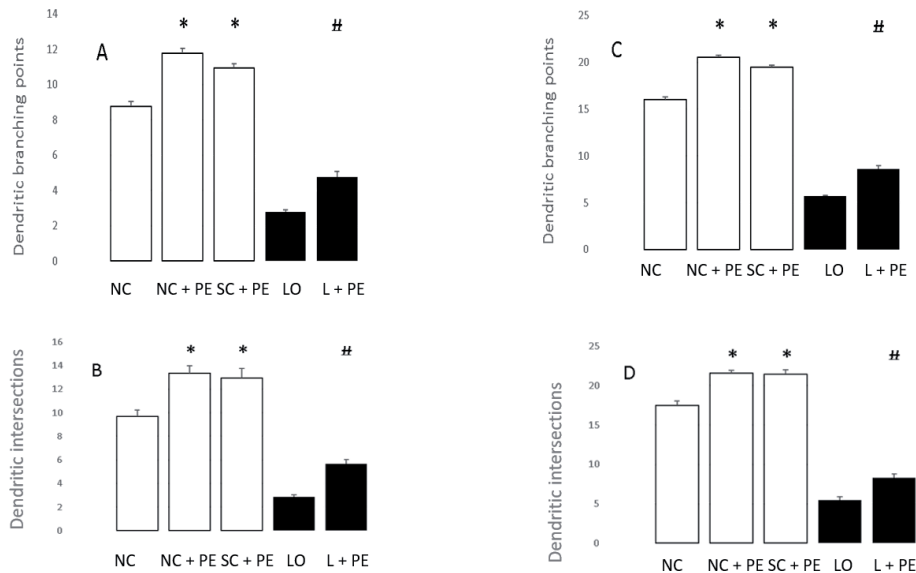 A
Dendritic branching points
14
12
10
8
6
4
2
0
* * #
NC NC + PE SC + PE LO L + PE
C
Dendritic branching points
25
20
15
10
5
0
* * #
NC NC + PE SC + PE LO L + PE
B
Dendritic intersections
16
14
12
10
8
6
4
2
0
* * #
NC NC + PE SC + PE LO L + PE
D
Dendritic intersections
25
20
15
10
5
0
* * #
NC NC + PE SC + PE LO L + PE